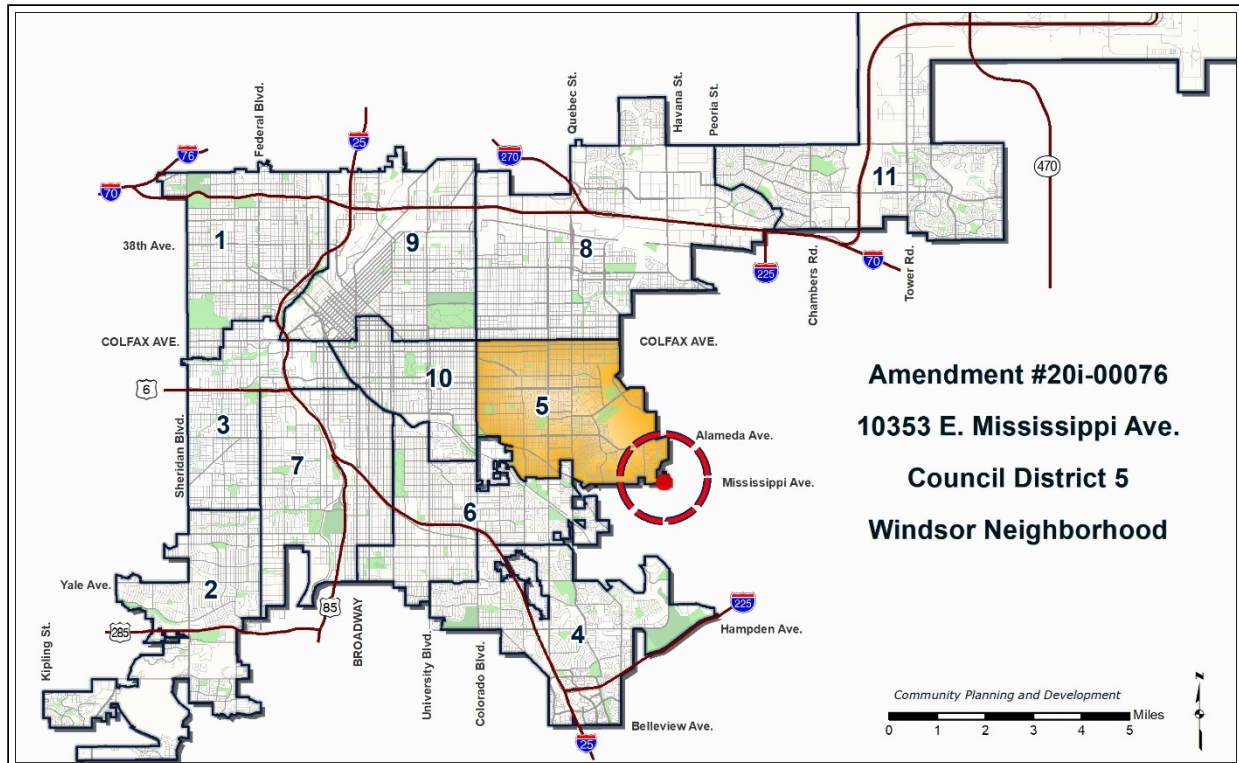 Federal Blvd.
Quebec St.
Havana St.
Peoria St.
76
25
270
70
470
1
9
8
11
38th Ave.
225
Chambers Rd.
70
Tower Rd.
COLFAX AVE.
COLFAX AVE.
6
10
5
3
Sheridan Blvd.
7
Alameda Ave.
Mississippi Ave.
6
Amendment #20i-00076
10353 E. Mississippi Ave.
Council District 5
Windsor Neighborhood
Yale Ave.
2
85
285
BROADWAY
University Blvd.
Colorado Blvd.
4
225
Hampden Ave.
Kipling St.
Belleview Ave.
25
Community Planning and Development
Miles
0 1 2 3 4 5
N